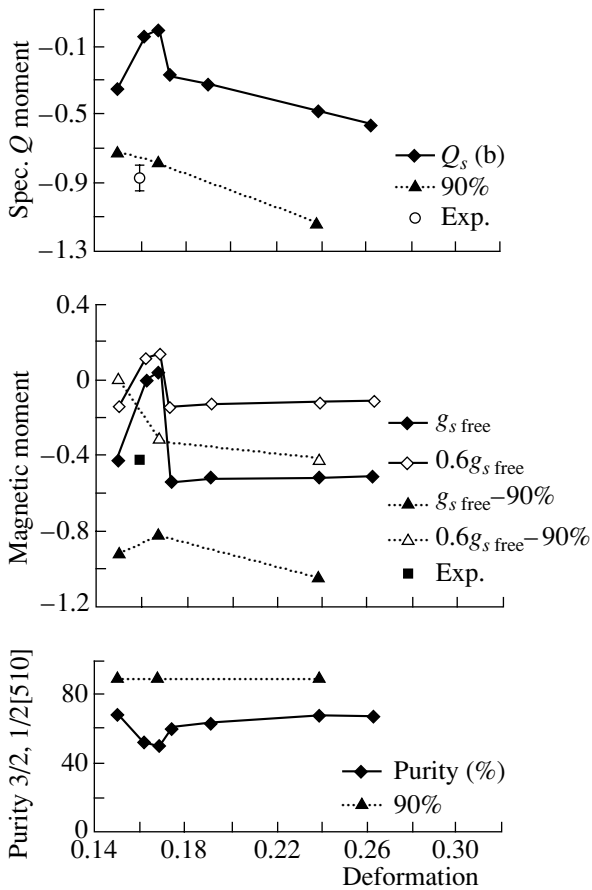 −0.1
−0.5
−0.9
−1.3
Spec. Q moment
Q_s (b)
90%
Exp.
0.4
0
−0.4
−0.8
−1.2
Magnetic moment
g_s free
0.6g_s free
g_s free–90%
0.6g_s free–90%
Exp.
80
40
0
Purity 3/2, 1/2[510]
Purity (%)
90%
0.14 0.18 0.22 0.26 0.30
Deformation